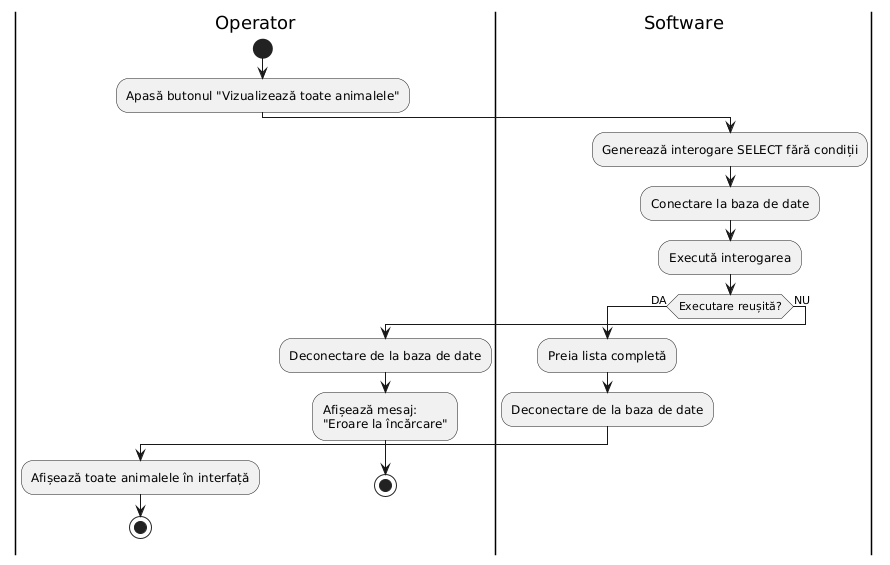 Operator
Software
Apasă butonul "Vizualizează toate animalele"
Generează interogare SELECT fără condiții
Conectare la baza de date
Execută interogarea
DA
Executare reușită?
NU
Deconectare de la baza de date
Preia lista completă
Afișează mesaj:
"Eroare la încărcare"
Deconectare de la baza de date
Afișează toate animalele în interfață